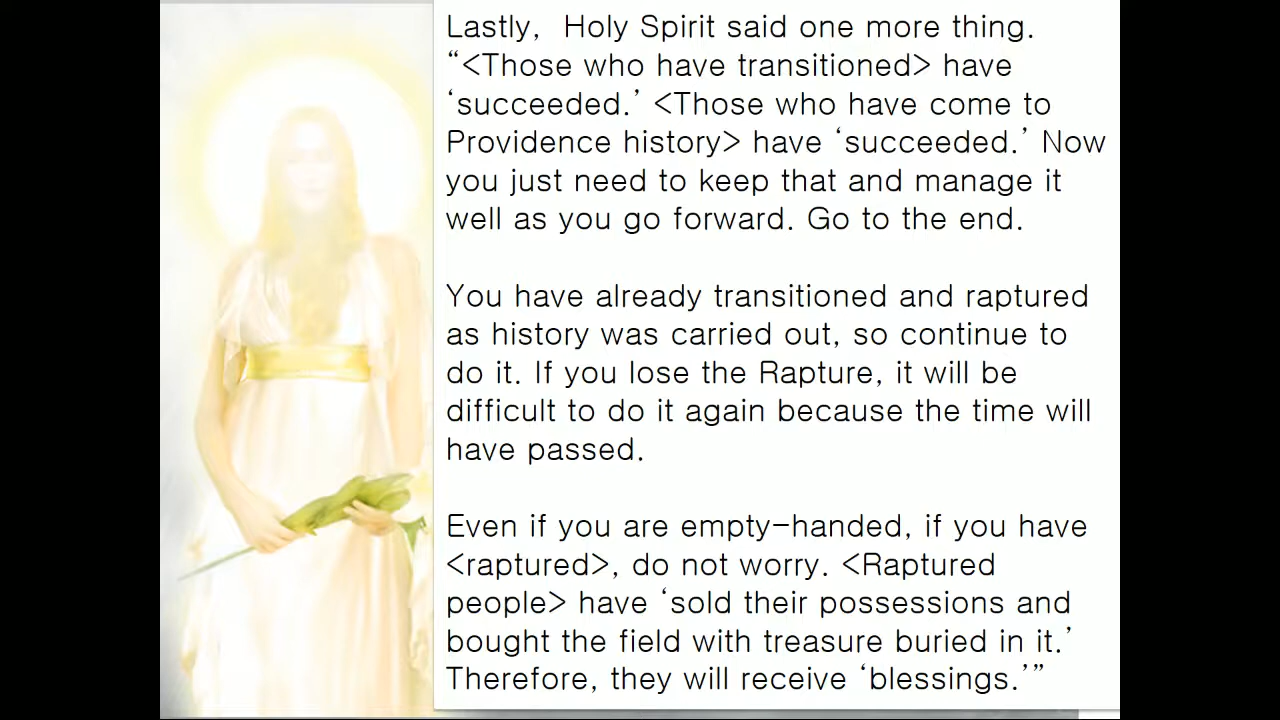 Lastly,  Holy Spirit said one more thing.
“<Those who have transitioned> have
‘succeeded.’ <Those who have come to
Providence history> have ‘succeeded.’ Now
you just need to keep that and manage it
well as you go forward. Go to the end.
You have already transitioned and raptured
as history was carried out, so continue to
do it. If you lose the Rapture, it will be
difficult to do it again because the time will
have passed.
Even if you are empty-handed, if you have
<raptured>, do not worry. <Raptured
people> have ‘sold their possessions and
bought the field with treasure buried in it.’
Therefore, they will receive ‘blessings.’”